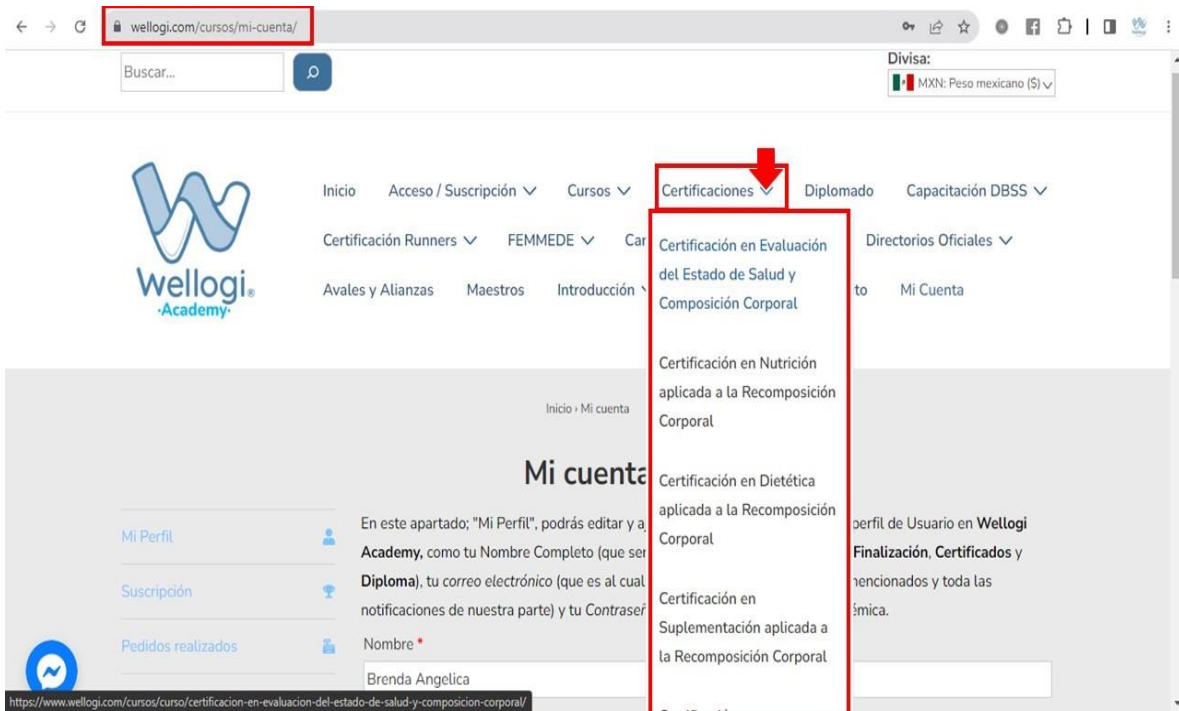 wellogi.com/cursos/mi-cuenta/
Buscar...
Divisa:
MXN: Peso mexicano ($)
Wellogi®
·Academy·
Inicio Acceso / Suscripción Cursos Certificaciones Diplomado Capacitación DBSS
Certificación Runners FEMMEDE Directorios Oficiales
Avales y Alianzas Maestros Introducción Mi Cuenta
Certificación en Evaluación
del Estado de Salud y
Composición Corporal
Certificación en Nutrición
aplicada a la Recomposición
Corporal
Certificación en Dietética
aplicada a la Recomposición
Corporal
Certificación en
Suplementación aplicada a
la Recomposición Corporal
Inicio › Mi cuenta
Mi cuenta
Mi Perfil
Suscripción
Pedidos realizados
En este apartado; "Mi Perfil", podrás editar y perfil de Usuario en Wellogi
Academy, como tu Nombre Completo (que Finalización, Certificados y
Diploma), tu correo electrónico (que es al cual mencionados y toda las
notificaciones de nuestra parte) y tu
Nombre *
Brenda Angelica
https://www.wellogi.com/cursos/curso/certificacion-en-evaluacion-del-estado-de-salud-y-composicion-corporal/